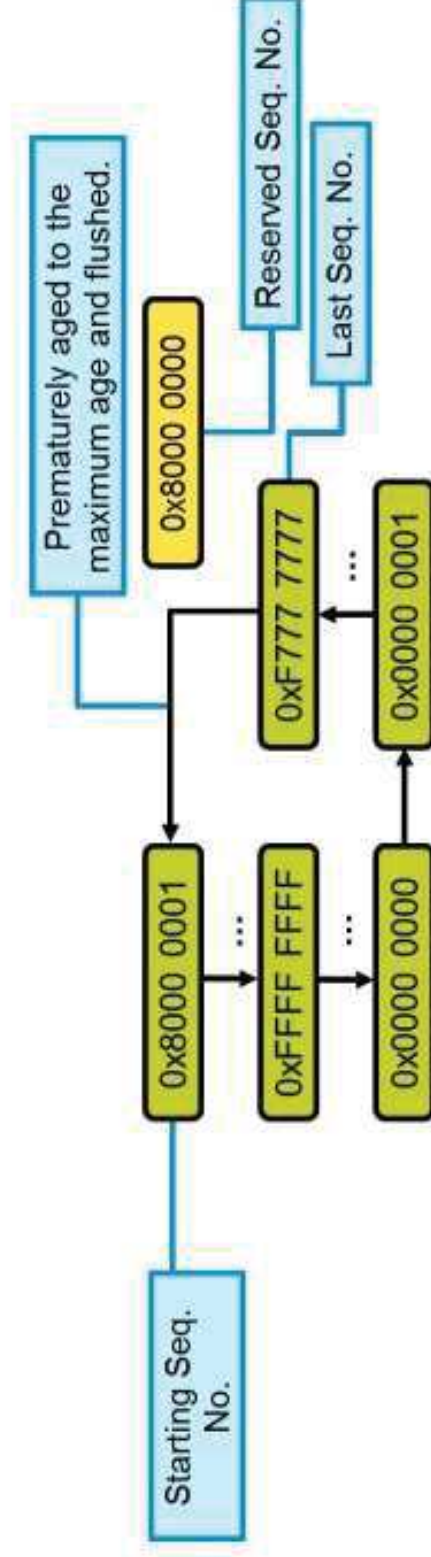 Prematurely aged to the
maximum age and flushed.
Starting Seq.
No.
0x8000 0001
0x8000 0000
...
Reserved Seq. No.
0xFFFF FFFF
0xF777 7777
...
...
Last Seq. No.
0x0000 0000
0x0000 0001